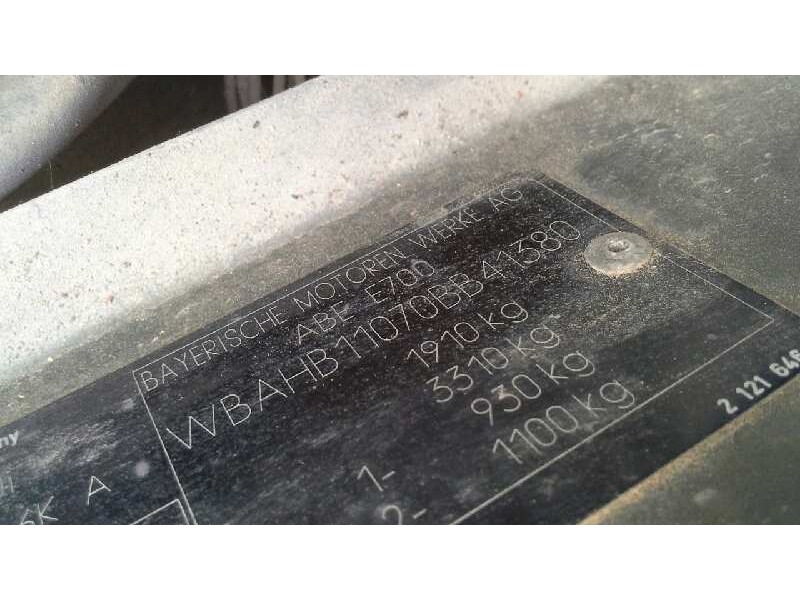 BAYERISCHE MOTOREN WERKE AG
ABE E700
WBAHB11070BB41380
1910 kg
3310 kg
1- 930 kg
2- 1100 kg
2 121 646
6K A